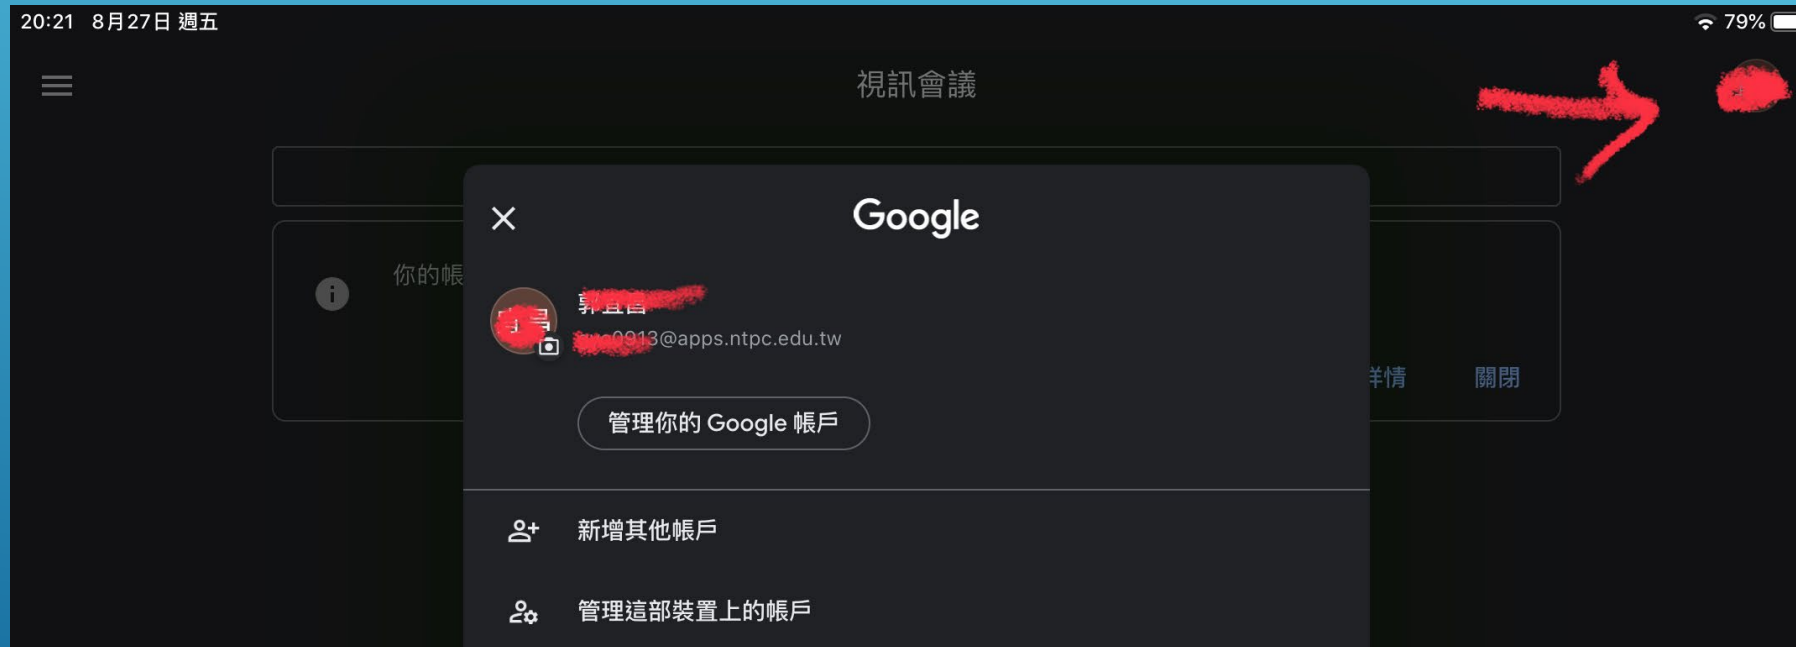 20:21 8月27日 週五
79%
視訊會議
Google
你的帳
@apps.ntpc.edu.tw
詳情 關閉
管理你的 Google 帳戶
新增其他帳戶
管理這部裝置上的帳戶